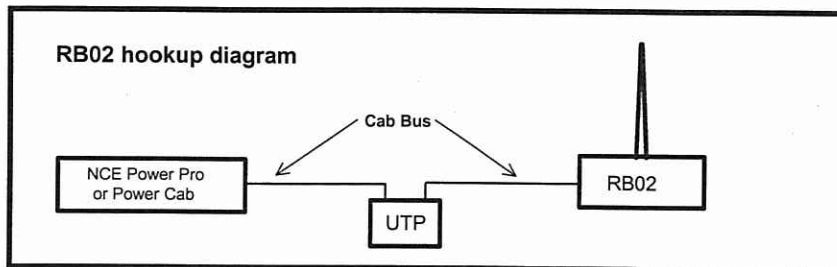 RB02 hookup diagram
Cab Bus
NCE Power Pro
or Power Cab
UTP
RB02